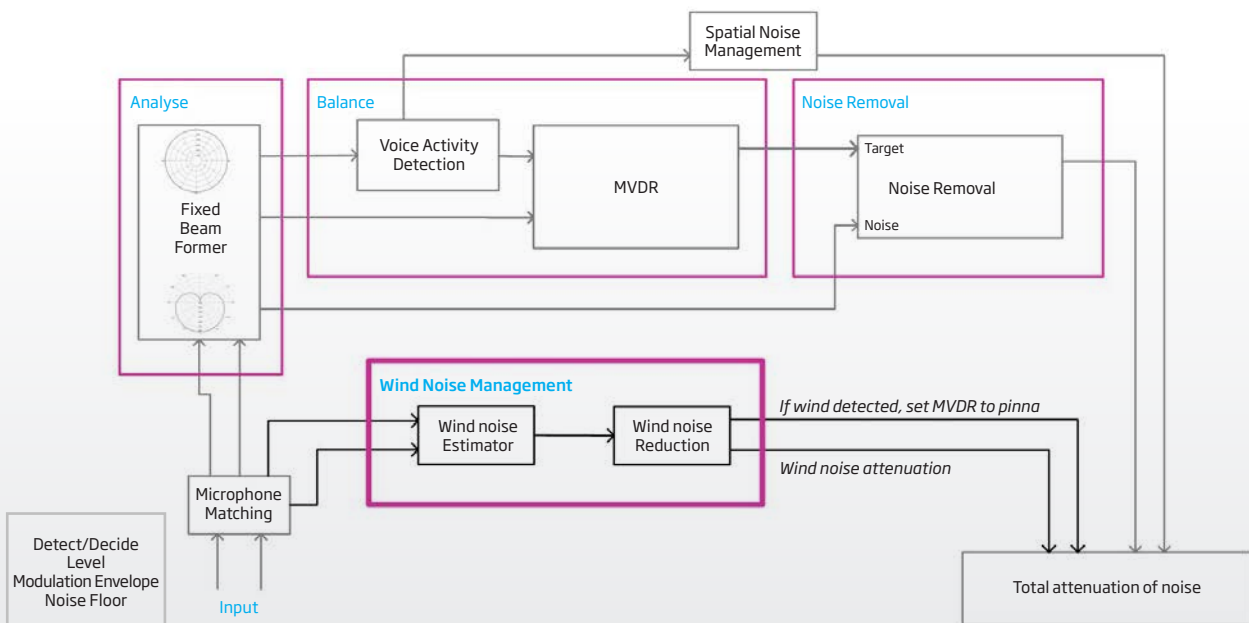 Spatial Noise
Management
Analyse
Balance
Noise Removal
Voice Activity
Detection
MVDR
Target
Noise Removal
Noise
Fixed
Beam
Former
Wind Noise Management
Wind noise
Estimator
Wind noise
Reduction
If wind detected, set MVDR to pinna
Wind noise attenuation
Microphone
Matching
Detect/Decide
Level
Modulation Envelope
Noise Floor
Input
Total attenuation of noise